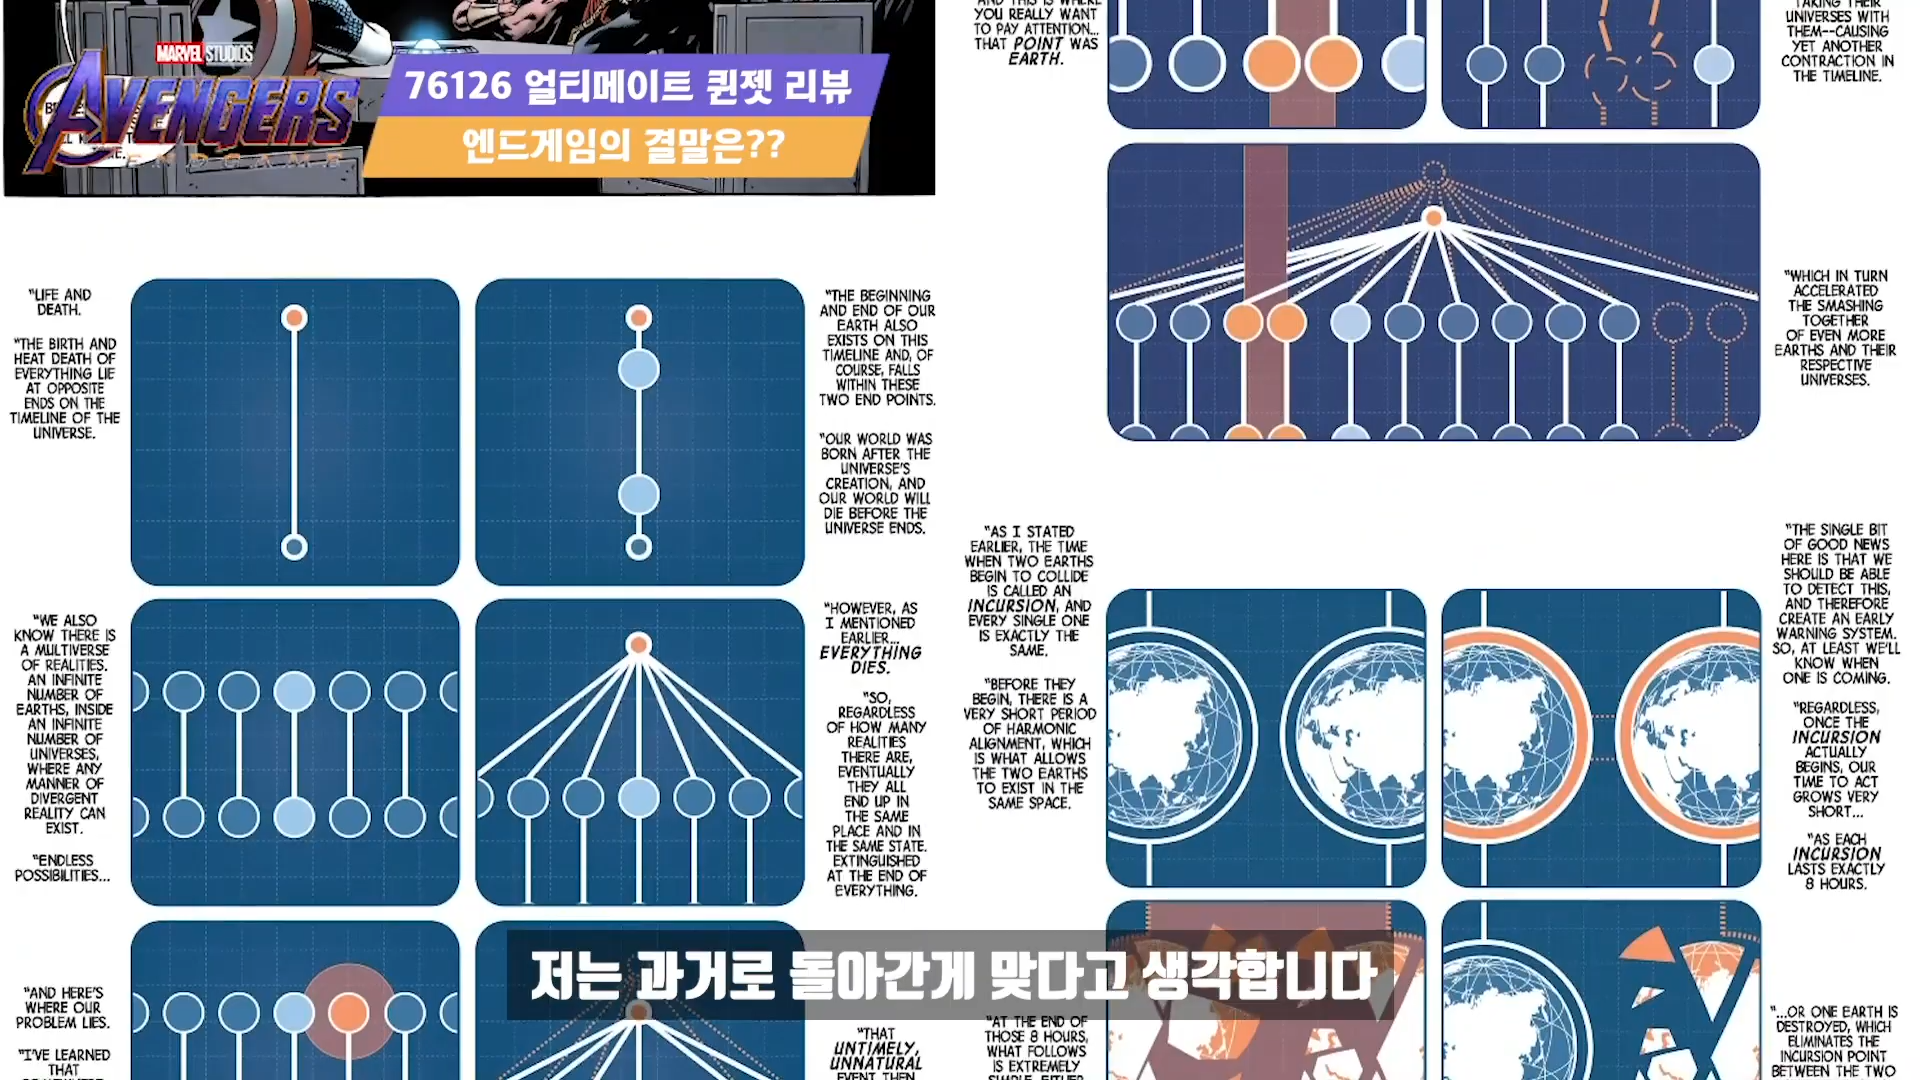 MARVEL STUDIOS
AVENGERS
ENDGAME
76126 얼티메이트 퀸젯 리뷰
엔드게임의 결말은??
"LIFE AND
DEATH.
"THE BIRTH AND
HEAT DEATH OF
EVERYTHING LIE
AT OPPOSITE
ENDS ON THE
TIMELINE OF THE
UNIVERSE.
"THE BEGINNING
AND END OF OUR
EARTH ALSO
EXISTS ON THIS
TIMELINE AND, OF
COURSE, FALLS
WITHIN THESE
TWO END POINTS.
"OUR WORLD WAS
BORN AFTER THE
UNIVERSE'S
CREATION, AND
OUR WORLD WILL
DIE BEFORE THE
UNIVERSE ENDS.
"WE ALSO
KNOW THERE IS
A MULTIVERSE
OF REALITIES.
AN INFINITE
NUMBER OF
EARTHS, INSIDE
AN INFINITE
NUMBER OF
UNIVERSES,
WHERE ANY
MANNER OF
DIVERGENT
REALITY CAN
EXIST.
"ENDLESS
POSSIBILITIES...
"HOWEVER, AS
I MENTIONED
EARLIER...
EVERYTHING
DIES.
"SO,
REGARDLESS
OF HOW MANY
REALITIES
THERE ARE,
EVENTUALLY
THEY ALL
END UP IN
THE SAME
PLACE AND IN
THE SAME STATE.
EXTINGUISHED
AT THE END OF
EVERYTHING.
"AND HERE'S
WHERE OUR
PROBLEM LIES.
"I'VE LEARNED
THAT
"THAT
UNTIMELY,
UNNATURAL
EVENT THEN
"AND THIS IS WHERE
YOU REALLY WANT
TO PAY ATTENTION...
THAT POINT WAS
EARTH.
TAKING THEIR
UNIVERSES WITH
THEM--CAUSING
YET ANOTHER
CONTRACTION IN
THE TIMELINE.
"WHICH IN TURN
ACCELERATED
THE SMASHING
TOGETHER
OF EVEN MORE
EARTHS AND THEIR
RESPECTIVE
UNIVERSES.
"AS I STATED
EARLIER, THE TIME
WHEN TWO EARTHS
BEGIN TO COLLIDE
IS CALLED AN
INCURSION, AND
EVERY SINGLE ONE
IS EXACTLY THE
SAME.
"BEFORE THEY
BEGIN, THERE IS A
VERY SHORT PERIOD
OF HARMONIC
ALIGNMENT, WHICH
IS WHAT ALLOWS
THE TWO EARTHS
TO EXIST IN THE
SAME SPACE.
"THE SINGLE BIT
OF GOOD NEWS
HERE IS THAT WE
SHOULD BE ABLE
TO DETECT THIS,
AND THEREFORE
CREATE AN EARLY
WARNING SYSTEM.
SO, AT LEAST WE'LL
KNOW WHEN
ONE IS COMING.
"REGARDLESS,
ONCE THE
INCURSION
ACTUALLY
BEGINS, OUR
TIME TO ACT
GROWS VERY
SHORT...
"AS EACH
INCURSION
LASTS EXACTLY
8 HOURS.
"AT THE END OF
THOSE 8 HOURS,
WHAT FOLLOWS
IS EXTREMELY
SIMPLE. EITHER
"...OR ONE EARTH IS
DESTROYED, WHICH
ELIMINATES THE
INCURSION POINT
BETWEEN THE TWO
저는 과거로 돌아간게 맞다고 생각합니다